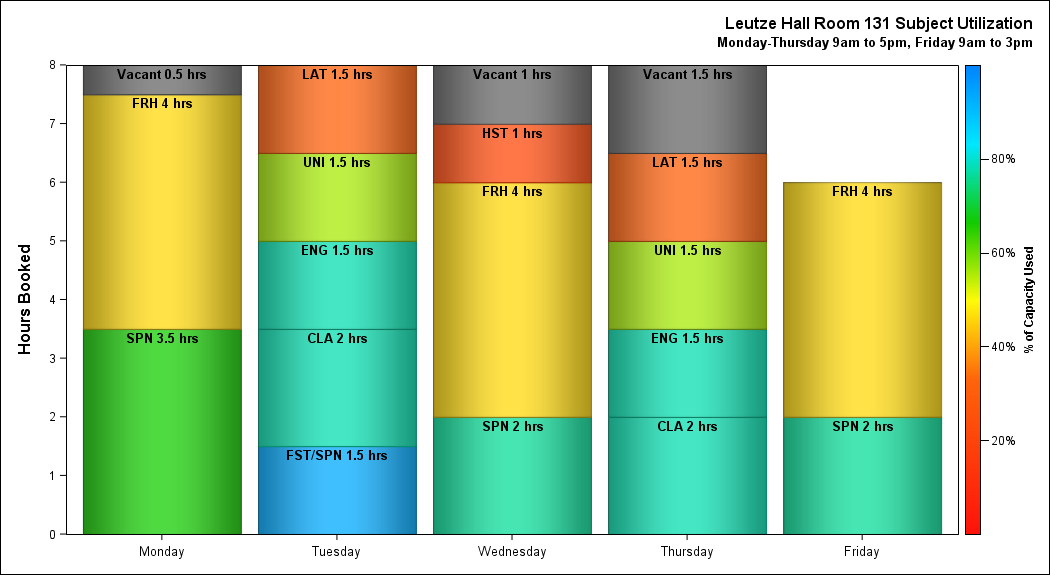 Leutze Hall Room 131 Subject Utilization
Monday-Thursday 9am to 5pm, Friday 9am to 3pm
Hours Booked
8
7
6
5
4
3
2
1
0
Vacant 0.5 hrs
FRH 4 hrs
SPN 3.5 hrs
LAT 1.5 hrs
UNI 1.5 hrs
ENG 1.5 hrs
CLA 2 hrs
FST/SPN 1.5 hrs
Vacant 1 hrs
HST 1 hrs
FRH 4 hrs
SPN 2 hrs
Vacant 1.5 hrs
LAT 1.5 hrs
UNI 1.5 hrs
ENG 1.5 hrs
CLA 2 hrs
FRH 4 hrs
SPN 2 hrs
Monday
Tuesday
Wednesday
Thursday
Friday
80%
60%
40%
20%
% of Capacity Used